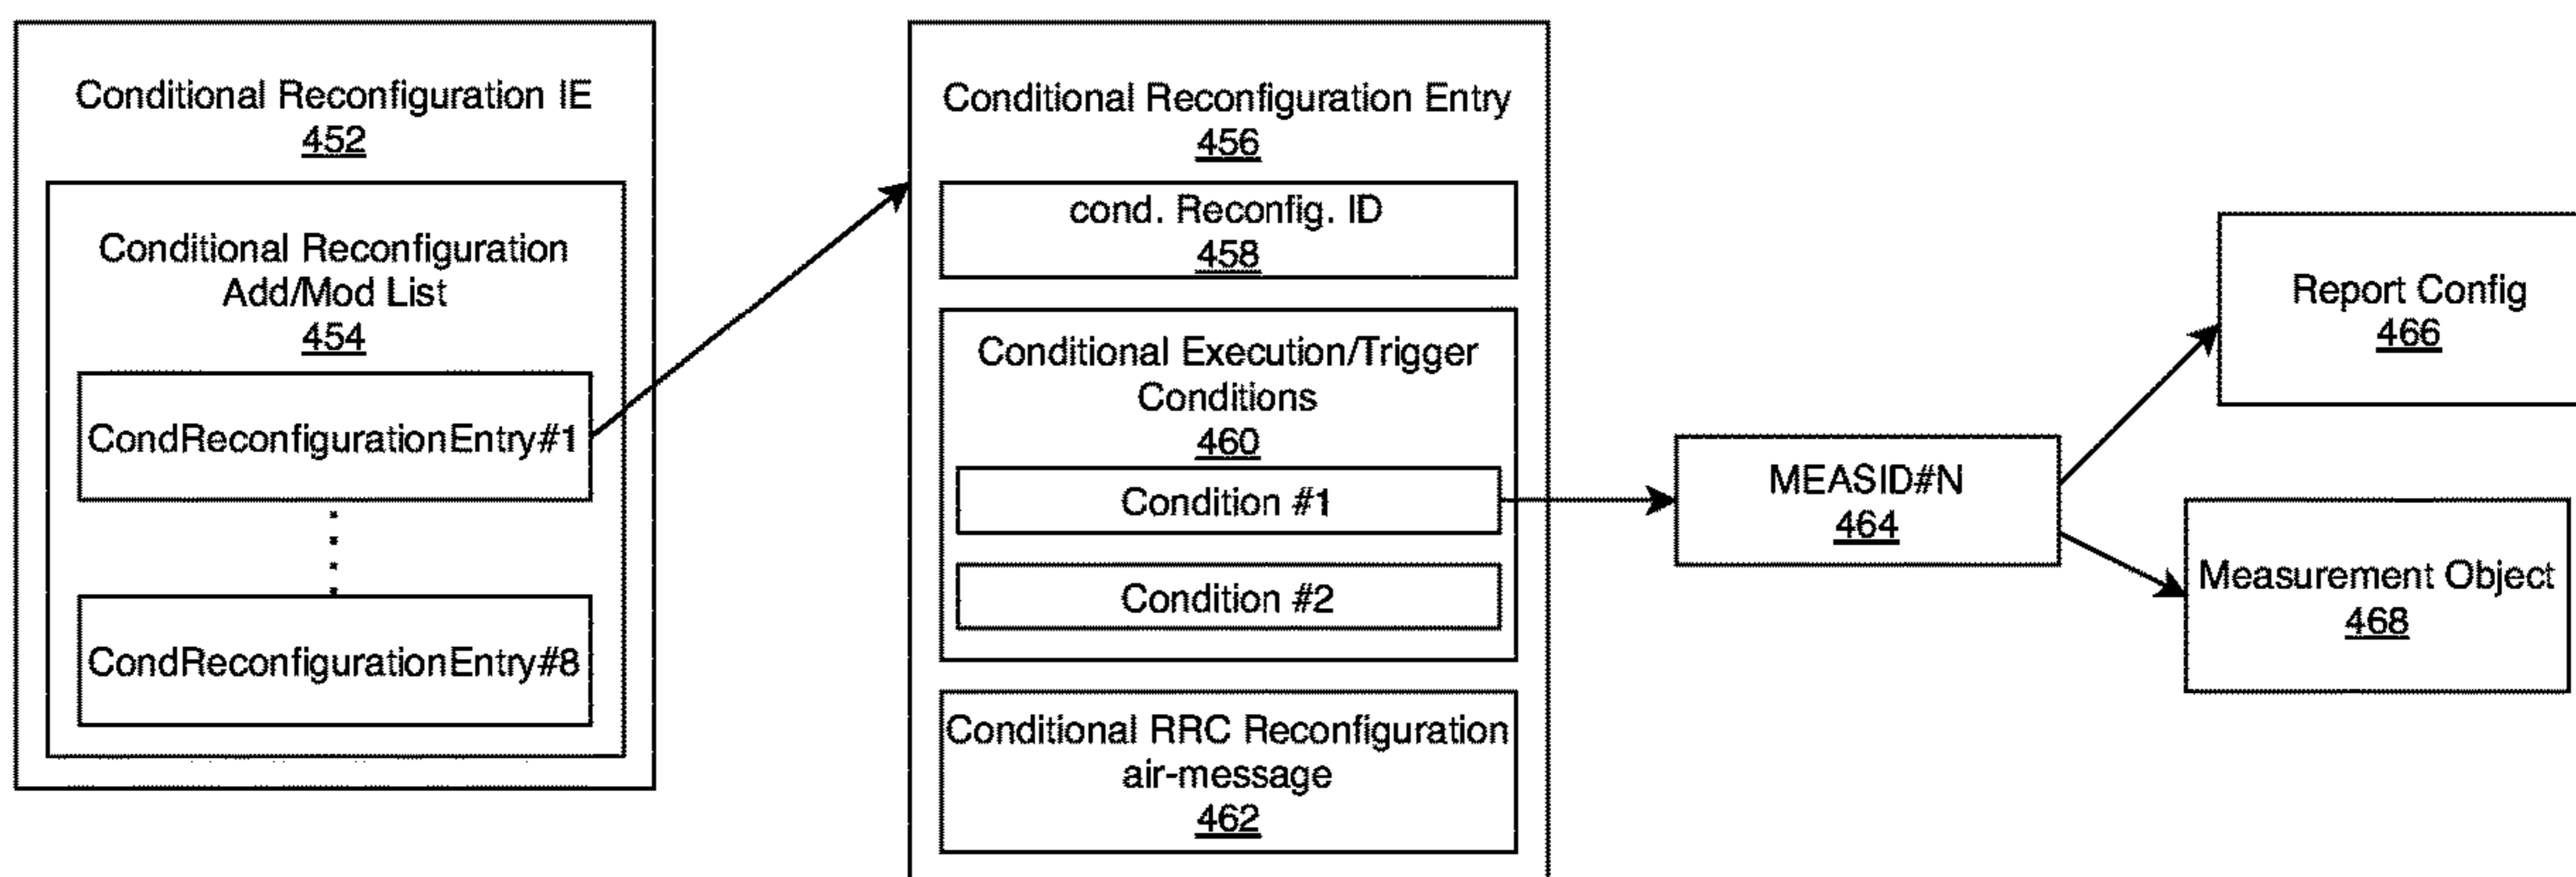 Conditional Reconfiguration IE
452
Conditional Reconfiguration
Add/Mod List
454
CondReconfigurationEntry#1
CondReconfigurationEntry#8
Conditional Reconfiguration Entry
456
cond. Reconfig. ID
458
Conditional Execution/Trigger
Conditions
460
Condition #1
Condition #2
Conditional RRC Reconfiguration
air-message
462
MEASID#N
464
Report Config
466
Measurement Object
468